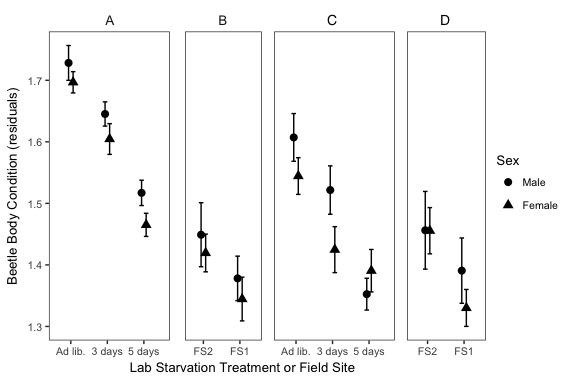 A B C D
Beetle Body Condition (residuals)
1.7
1.6
1.5
1.4
1.3
Ad lib. 3 days 5 days FS2 FS1 Ad lib. 3 days 5 days FS2 FS1
Lab Starvation Treatment or Field Site
Sex
Male
Female